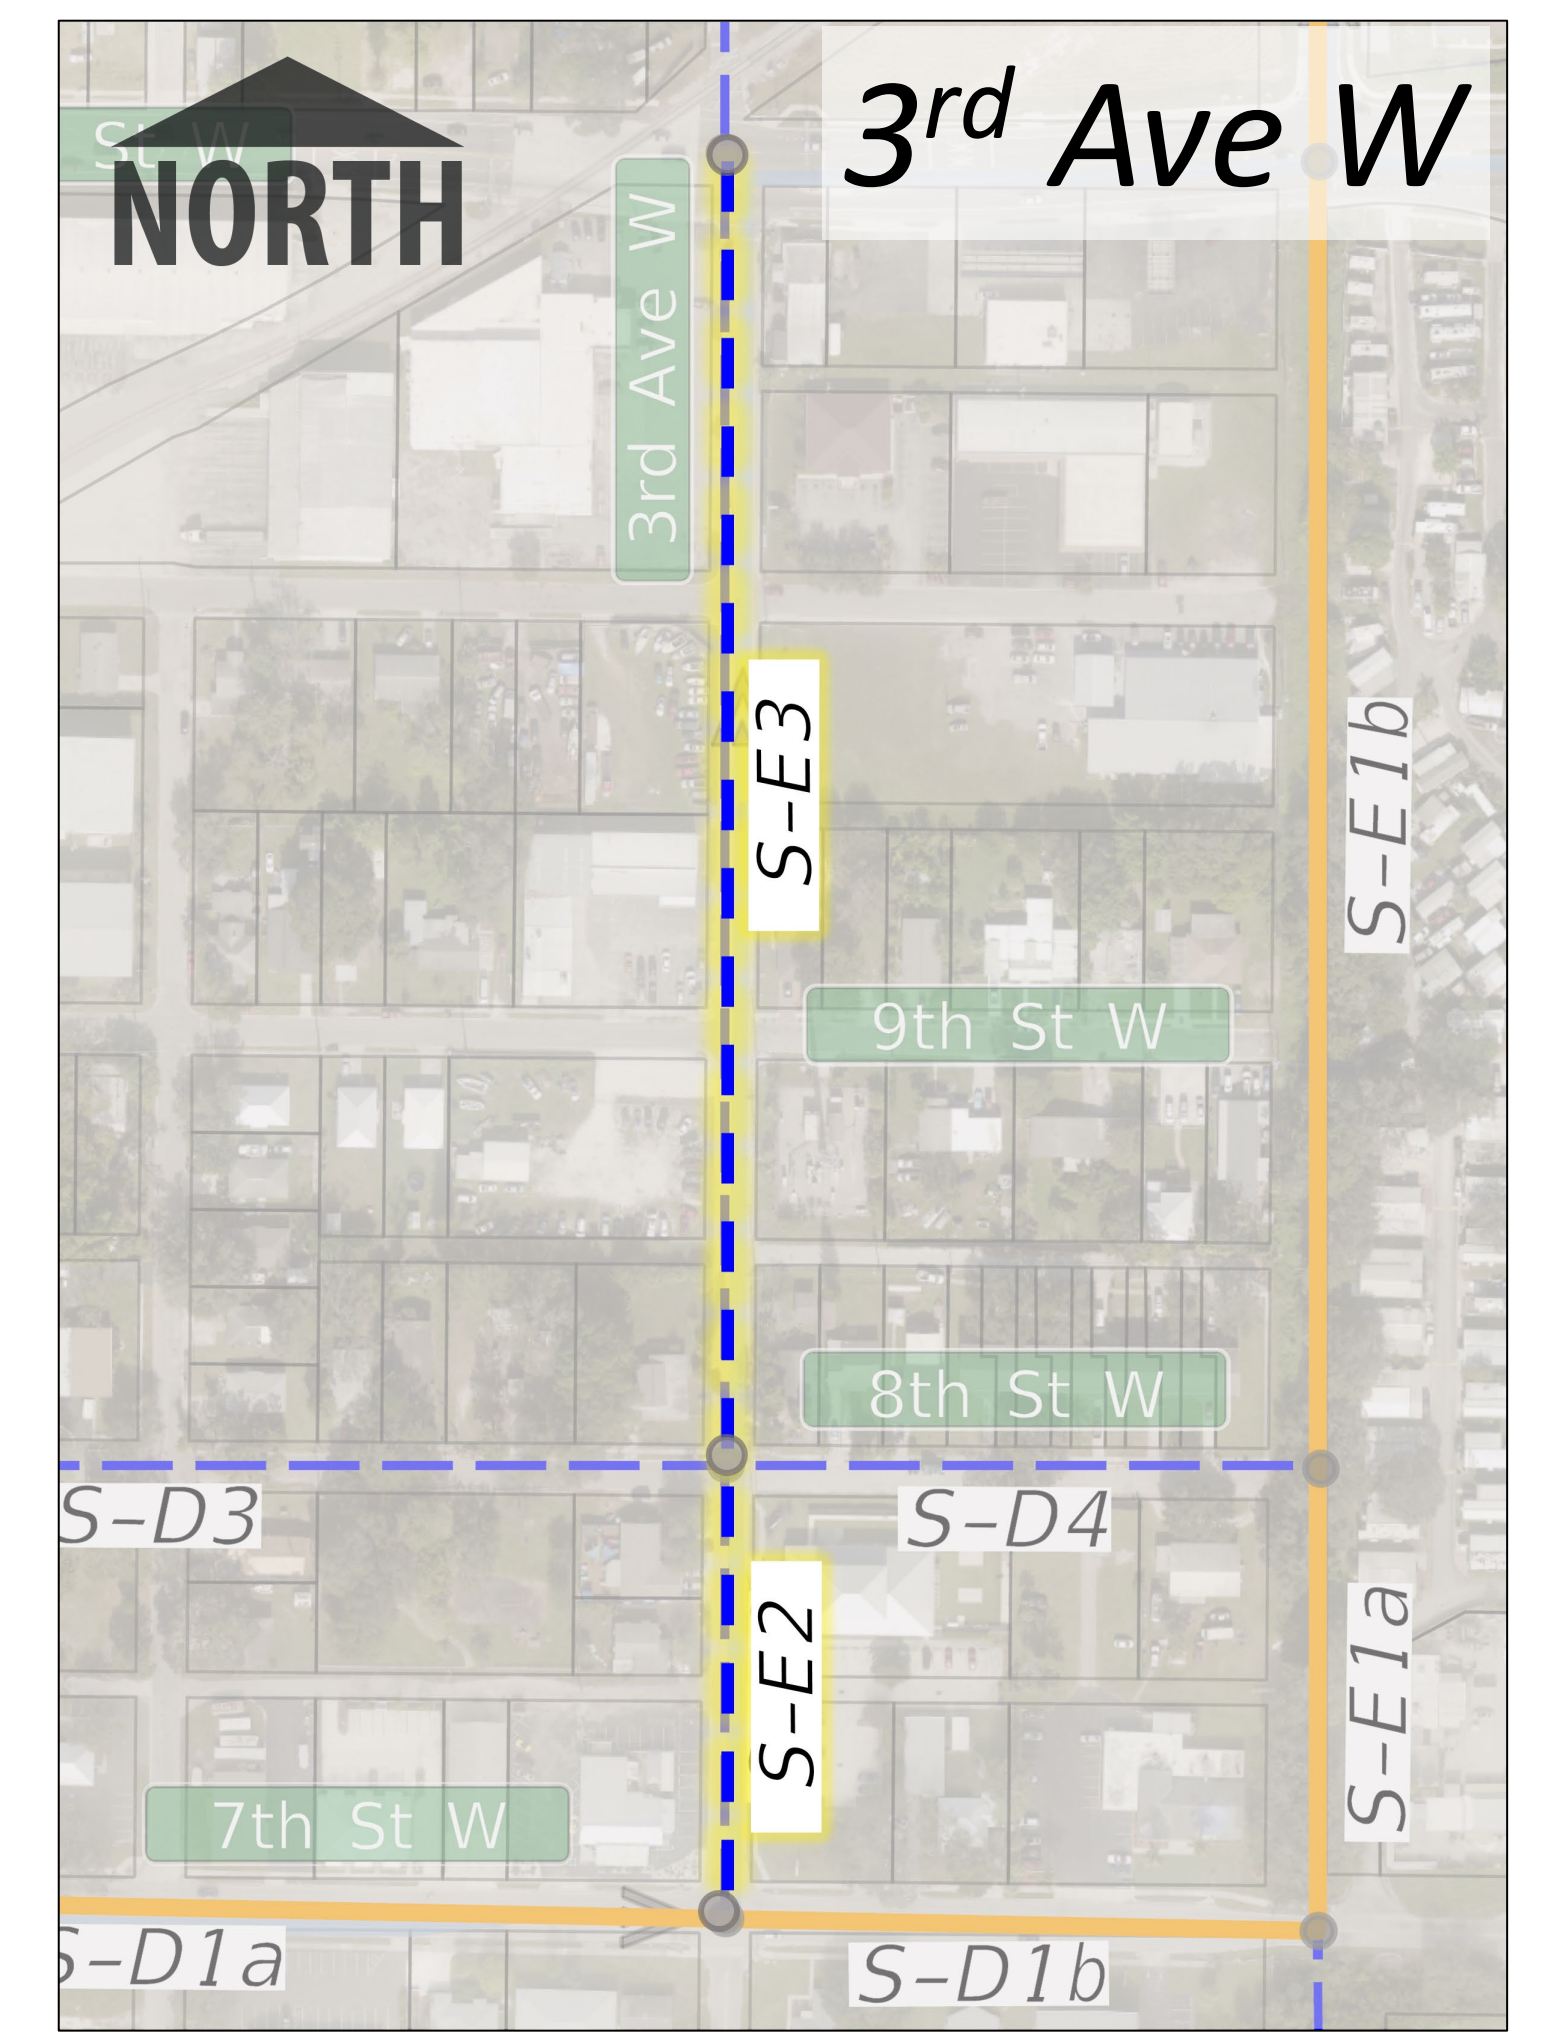 3rd Ave W
St W
NORTH
3rd Ave W
S-E3
S-E1b
9th St W
8th St W
S-D3
S-D4
S-E2
S-E1a
7th St W
S-D1a
S-D1b